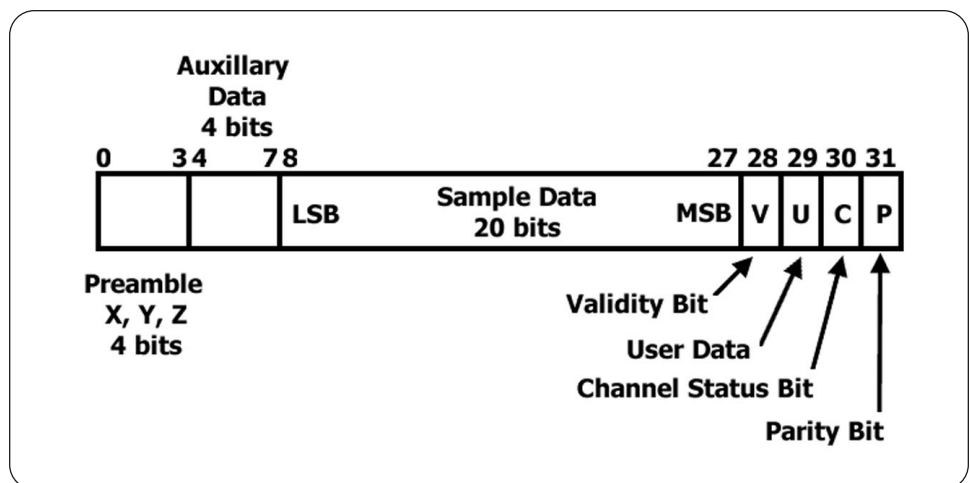 Auxillary
Data
4 bits
0 3 4 7 8 27 28 29 30 31
LSB
Sample Data
20 bits
MSB
V
U
C
P
Preamble
X, Y, Z
4 bits
Validity Bit
User Data
Channel Status Bit
Parity Bit